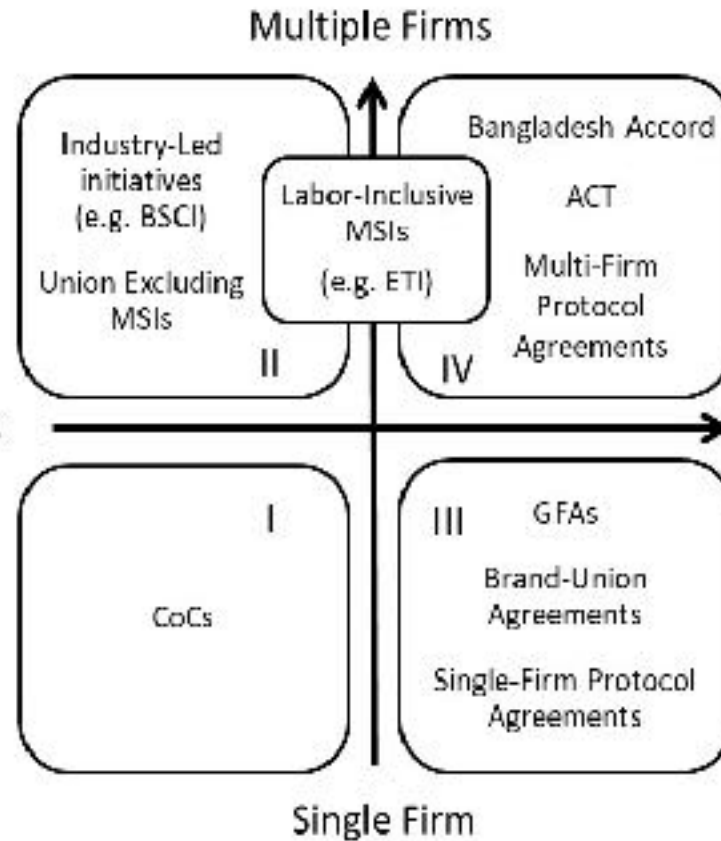 Multiple Firms
Industry-Led
initiatives
(e.g. BSCI)
Union Excluding
MSIs
II
Labor-Inclusive
MSIs
(e.g. ETI)
Bangladesh Accord
ACT
Multi-Firm
Protocol
Agreements
IV
I
CoCs
III
GFAs
Brand-Union
Agreements
Single-Firm Protocol
Agreements
Single Firm